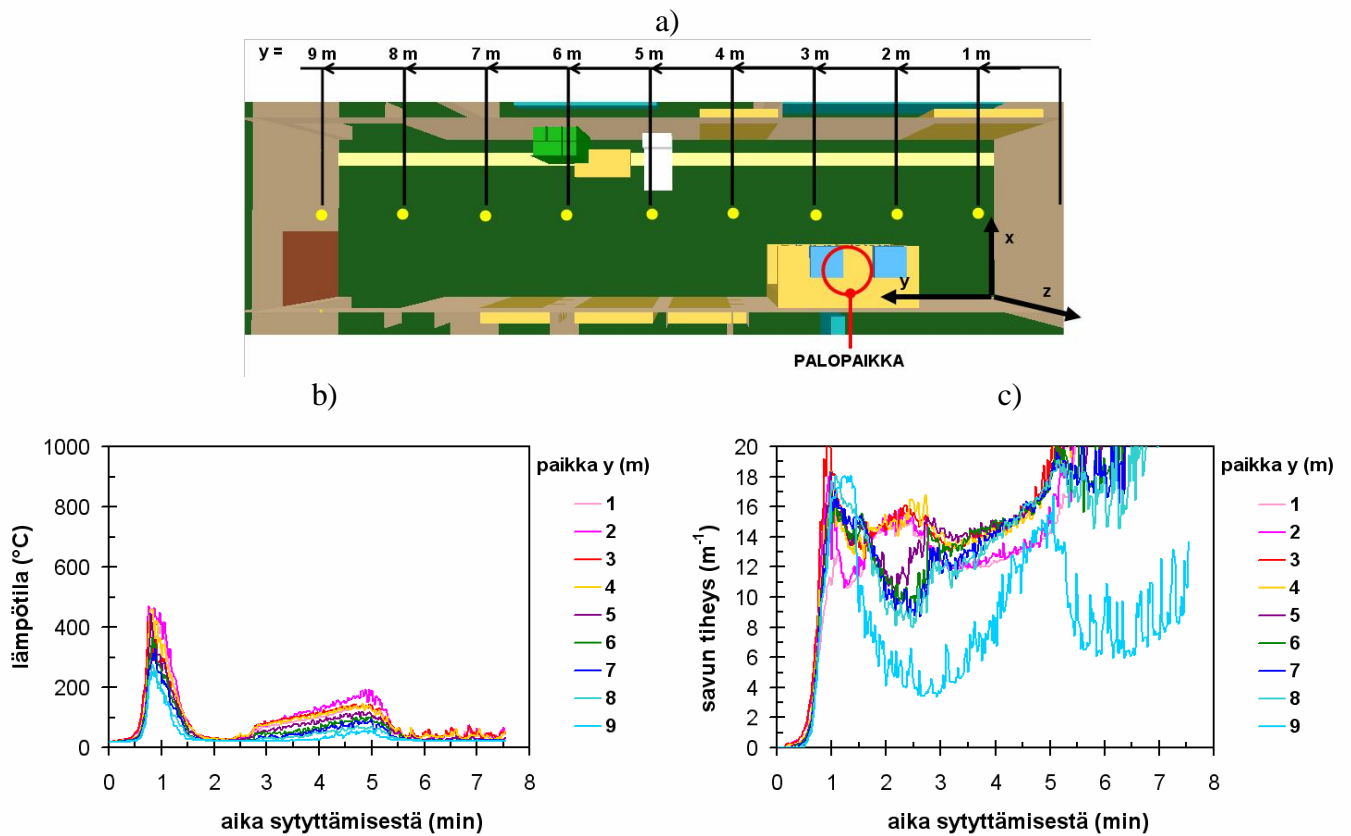 a)
y = 9 m 8 m 7 m 6 m 5 m 4 m 3 m 2 m 1 m
x
y
z
PALOPAIKKA
b)
c)
lämpötila (°C)
1000
800
600
400
200
0
0 1 2 3 4 5 6 7 8
aika sytyttämisestä (min)
paikka y (m)
1
2
3
4
5
6
7
8
9
savun tiheys (m⁻¹)
20
18
16
14
12
10
8
6
4
2
0
0 1 2 3 4 5 6 7 8
aika sytyttämisestä (min)
paikka y (m)
1
2
3
4
5
6
7
8
9